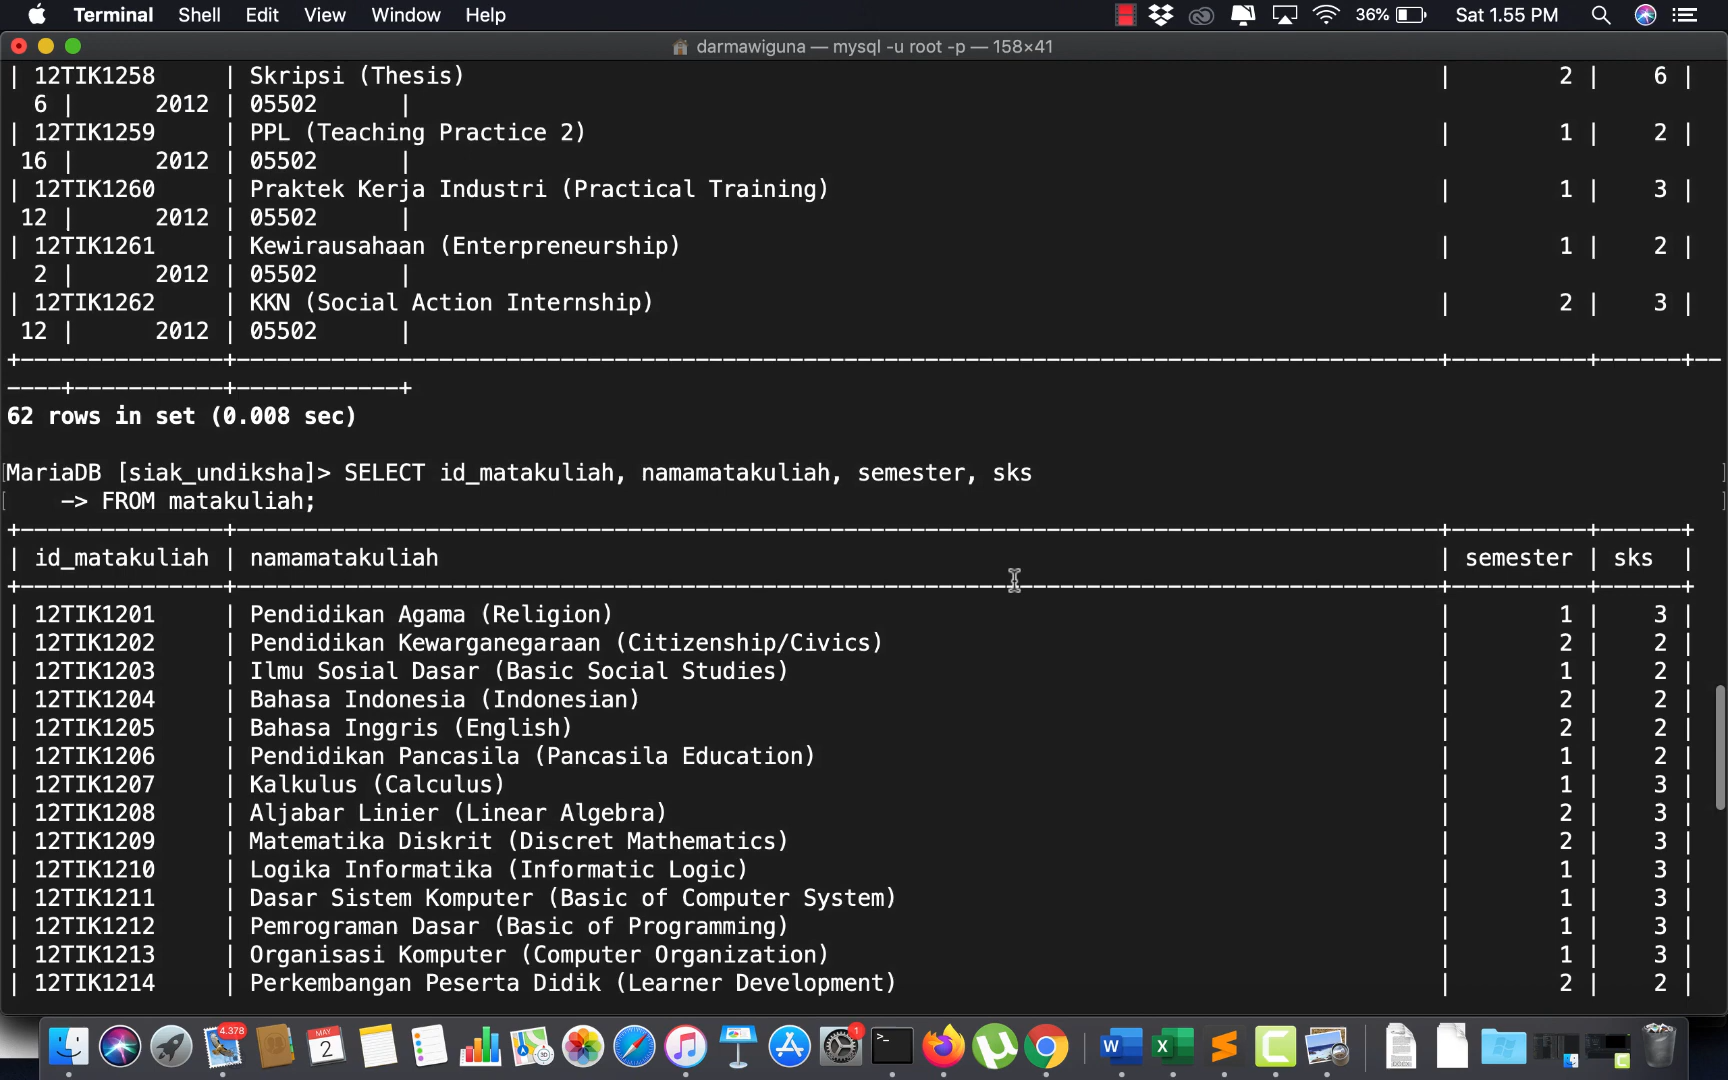 Terminal Shell Edit View Window Help 36% Sat 1.55 PM
darmawiguna — mysql -u root -p — 158×41
| 12TIK1258 | Skripsi (Thesis) | 2 | 6 |
6 | 2012 | 05502 |
| 12TIK1259 | PPL (Teaching Practice 2) | 1 | 2 |
16 | 2012 | 05502 |
| 12TIK1260 | Praktek Kerja Industri (Practical Training) | 1 | 3 |
12 | 2012 | 05502 |
| 12TIK1261 | Kewirausahaan (Enterpreneurship) | 1 | 2 |
2 | 2012 | 05502 |
| 12TIK1262 | KKN (Social Action Internship) | 2 | 3 |
12 | 2012 | 05502 |
62 rows in set (0.008 sec)
MariaDB [siak_undiksha]> SELECT id_matakuliah, namamatakuliah, semester, sks
-> FROM matakuliah;
| id_matakuliah | namamatakuliah | semester | sks |
| 12TIK1201 | Pendidikan Agama (Religion) | 1 | 3 |
| 12TIK1202 | Pendidikan Kewarganegaraan (Citizenship/Civics) | 2 | 2 |
| 12TIK1203 | Ilmu Sosial Dasar (Basic Social Studies) | 1 | 2 |
| 12TIK1204 | Bahasa Indonesia (Indonesian) | 2 | 2 |
| 12TIK1205 | Bahasa Inggris (English) | 2 | 2 |
| 12TIK1206 | Pendidikan Pancasila (Pancasila Education) | 1 | 2 |
| 12TIK1207 | Kalkulus (Calculus) | 1 | 3 |
| 12TIK1208 | Aljabar Linier (Linear Algebra) | 2 | 3 |
| 12TIK1209 | Matematika Diskrit (Discret Mathematics) | 2 | 3 |
| 12TIK1210 | Logika Informatika (Informatic Logic) | 1 | 3 |
| 12TIK1211 | Dasar Sistem Komputer (Basic of Computer System) | 1 | 3 |
| 12TIK1212 | Pemrograman Dasar (Basic of Programming) | 1 | 3 |
| 12TIK1213 | Organisasi Komputer (Computer Organization) | 1 | 3 |
| 12TIK1214 | Perkembangan Peserta Didik (Learner Development) | 2 | 2 |
4.378 MAY 2 1 W X